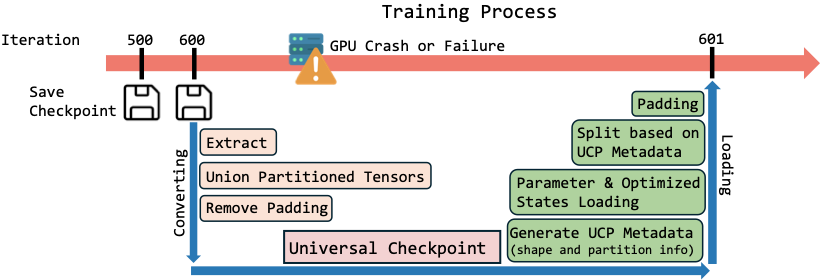 Training Process
Iteration
500
600
GPU Crash or Failure
601
Save
Checkpoint
Converting
Extract
Union Partitioned Tensors
Remove Padding
Universal Checkpoint
Padding
Split based on
UCP Metadata
Parameter & Optimized
States Loading
Generate UCP Metadata
(shape and partition info)
Loading